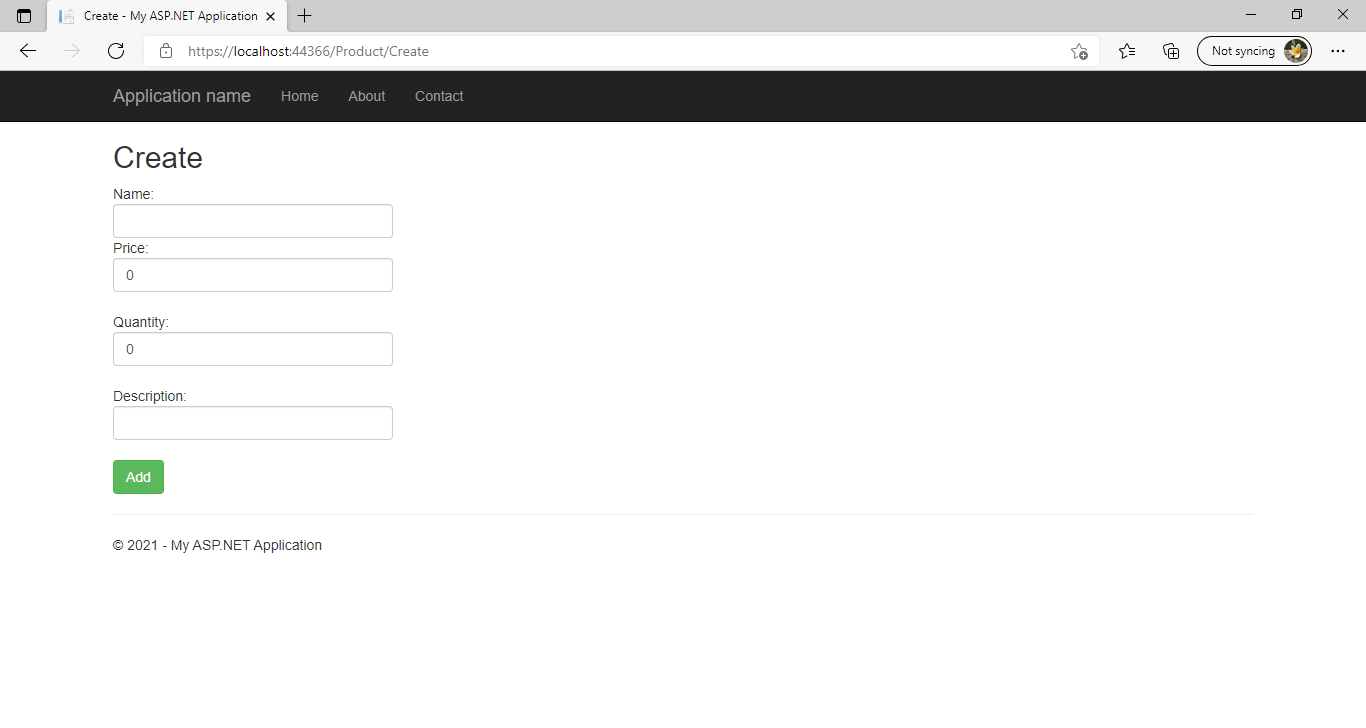 Create - My ASP.NET Application
https://localhost:44366/Product/Create
Not syncing
Application name Home About Contact
Create
Name:
Price:
0
Quantity:
0
Description:
Add
© 2021 - My ASP.NET Application